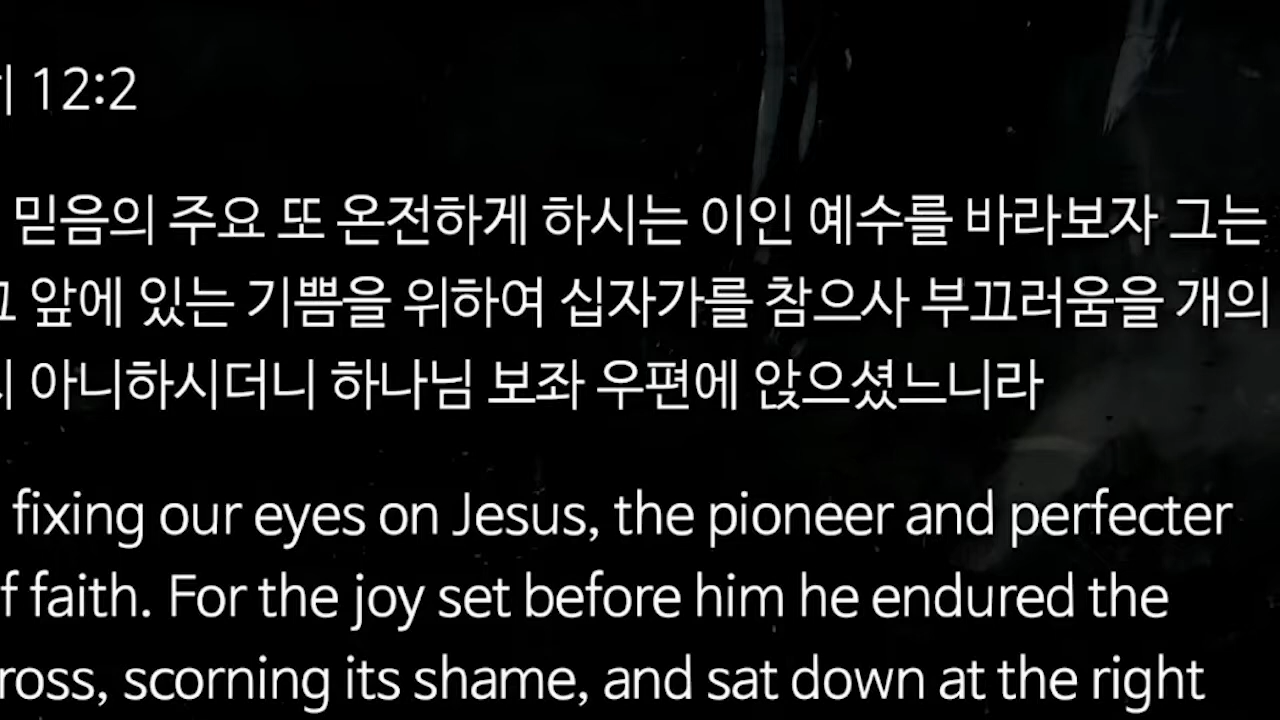 12:2
믿음의 주요 또 온전하게 하시는 이인 예수를 바라보자 그는
앞에 있는 기쁨을 위하여 십자가를 참으사 부끄러움을 개의
아니하시더니 하나님 보좌 우편에 앉으셨느니라
fixing our eyes on Jesus, the pioneer and perfecter
faith. For the joy set before him he endured the
scorning its shame, and sat down at the right